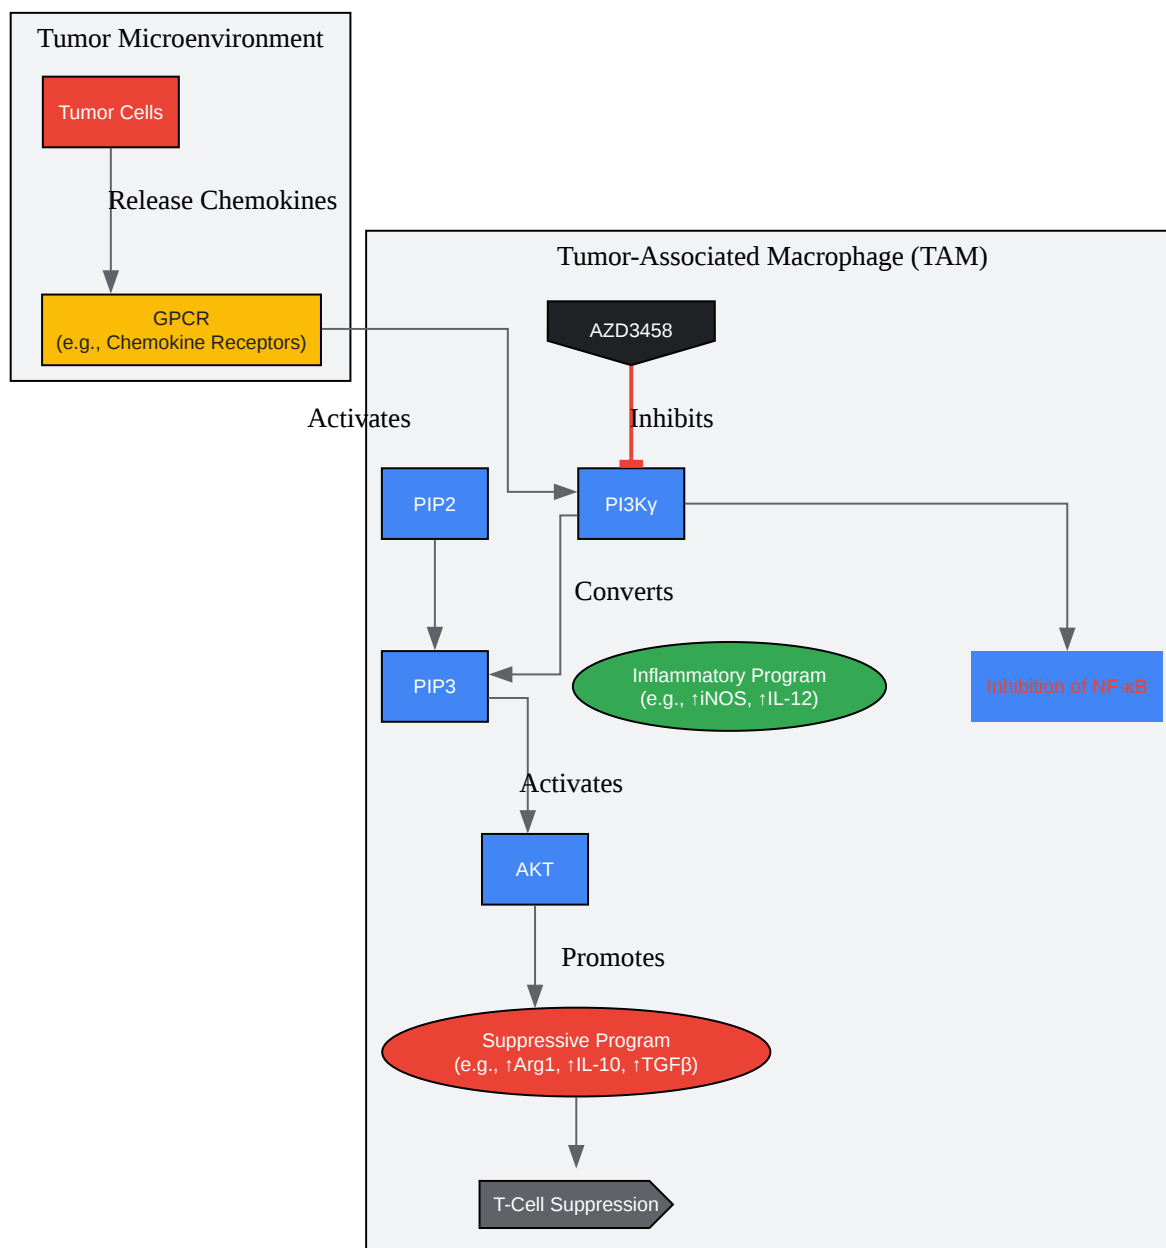 Tumor Microenvironment
Tumor Cells
Release Chemokines
GPCR
(e.g., Chemokine Receptors)
Tumor-Associated Macrophage (TAM)
AZD3458
Activates
Inhibits
PIP2
PI3Kγ
Converts
PIP3
Inflammatory Program
(e.g., ↑iNOS, ↑IL-12)
Inhibition of NF-κB
Activates
AKT
Promotes
Suppressive Program
(e.g., ↑Arg1, ↑IL-10, ↑TGFβ)
T-Cell Suppression